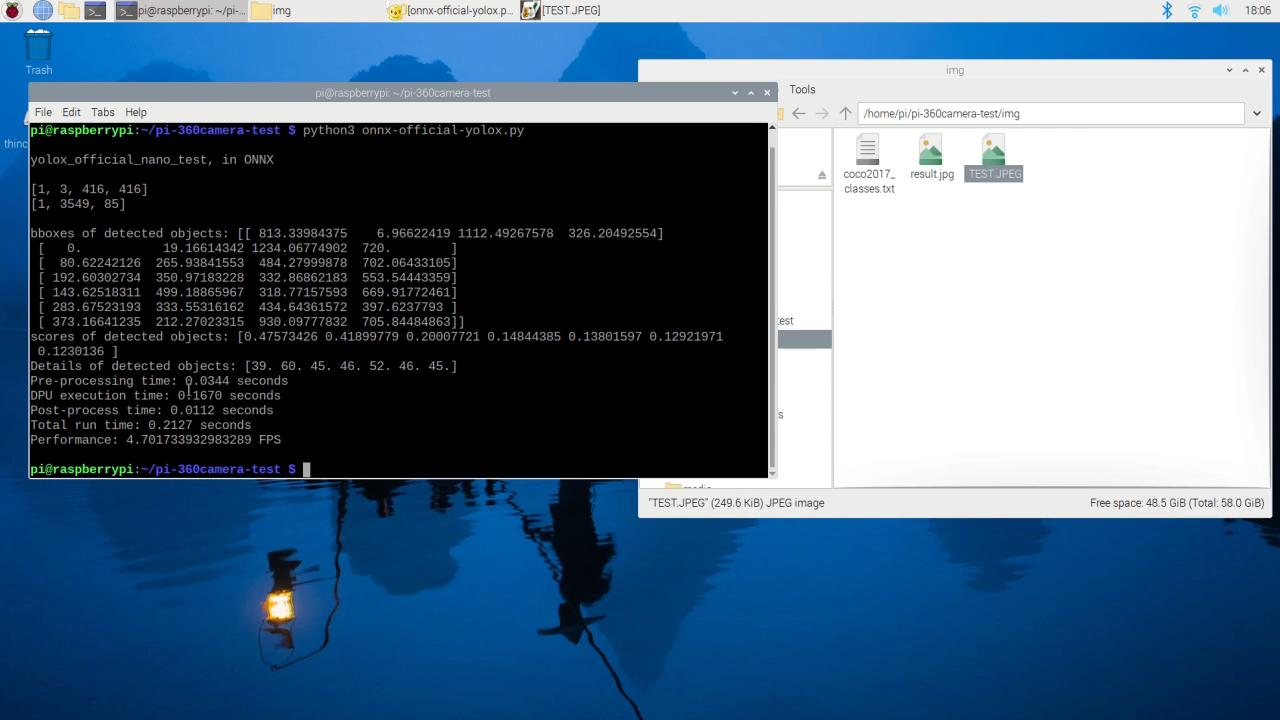 pi@raspberrypi: ~/pi-...
img
[onnx-official-yolox.p...
[TEST.JPEG]
18:06
Trash
thinc
pi@raspberrypi: ~/pi-360camera-test
File Edit Tabs Help
pi@raspberrypi:~/pi-360camera-test $ python3 onnx-official-yolox.py
yolox_official_nano_test, in ONNX
[1, 3, 416, 416]
[1, 3549, 85]
bboxes of detected objects: [[ 813.33984375 6.96622419 1112.49267578 326.20492554]
[ 0. 19.16614342 1234.06774902 720. ]
[ 80.62242126 265.93841553 484.27999878 702.06433105]
[ 192.60302734 350.97183228 332.86862183 553.54443359]
[ 143.62518311 499.18865967 318.77157593 669.91772461]
[ 283.67523193 333.55316162 434.64361572 397.6237793 ]
[ 373.16641235 212.27023315 930.09777832 705.84484863]]
scores of detected objects: [0.47573426 0.41899779 0.20007721 0.14844385 0.13801597 0.12921971
0.1230136 ]
Details of detected objects: [39. 60. 45. 46. 52. 46. 45.]
Pre-processing time: 0.0344 seconds
DPU execution time: 0.1670 seconds
Post-process time: 0.0112 seconds
Total run time: 0.2127 seconds
Performance: 4.701733932983289 FPS
pi@raspberrypi:~/pi-360camera-test $
img
Tools
/home/pi/pi-360camera-test/img
coco2017_
classes.txt
result.jpg
TEST.JPEG
test
s
"TEST.JPEG" (249.6 KiB) JPEG image
Free space: 48.5 GiB (Total: 58.0 GiB)